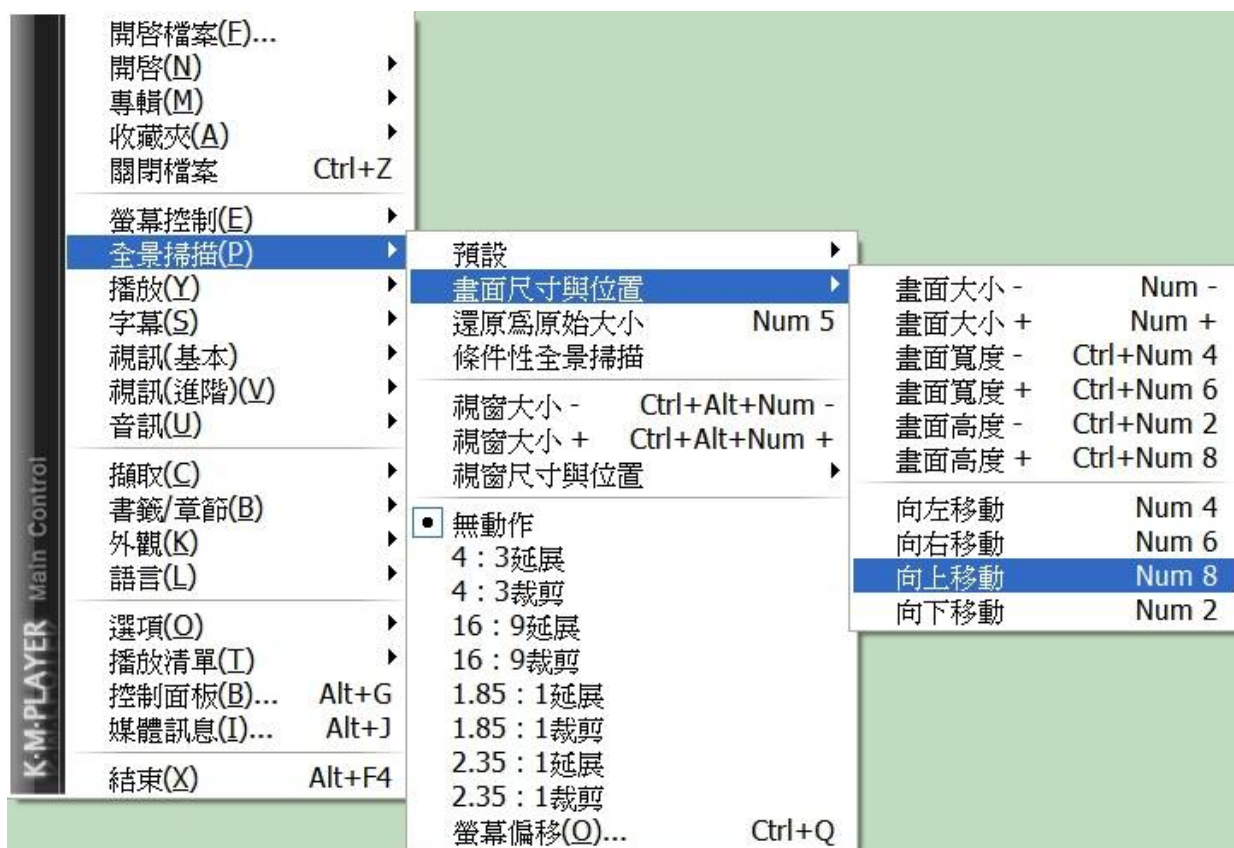 開啓檔案(F)...
開啓(N)
專輯(M)
收藏夾(A)
關閉檔案 Ctrl+Z
螢幕控制(E)
全景掃描(P)
播放(Y)
字幕(S)
視訊(基本)
視訊(進階)(V)
音訊(U)
擷取(C)
書籤/章節(B)
外觀(K)
語言(L)
選項(O)
播放清單(T)
控制面板(B)... Alt+G
媒體訊息(I)... Alt+J
結束(X) Alt+F4
K·M·PLAYER Main Control
預設
畫面尺寸與位置
還原爲原始大小 Num 5
條件性全景掃描
視窗大小 - Ctrl+Alt+Num -
視窗大小 + Ctrl+Alt+Num +
視窗尺寸與位置
無動作
4：3延展
4：3裁剪
16：9延展
16：9裁剪
1.85：1延展
1.85：1裁剪
2.35：1延展
2.35：1裁剪
螢幕偏移(O)... Ctrl+Q
畫面大小 - Num -
畫面大小 + Num +
畫面寬度 - Ctrl+Num 4
畫面寬度 + Ctrl+Num 6
畫面高度 - Ctrl+Num 2
畫面高度 + Ctrl+Num 8
向左移動 Num 4
向右移動 Num 6
向上移動 Num 8
向下移動 Num 2